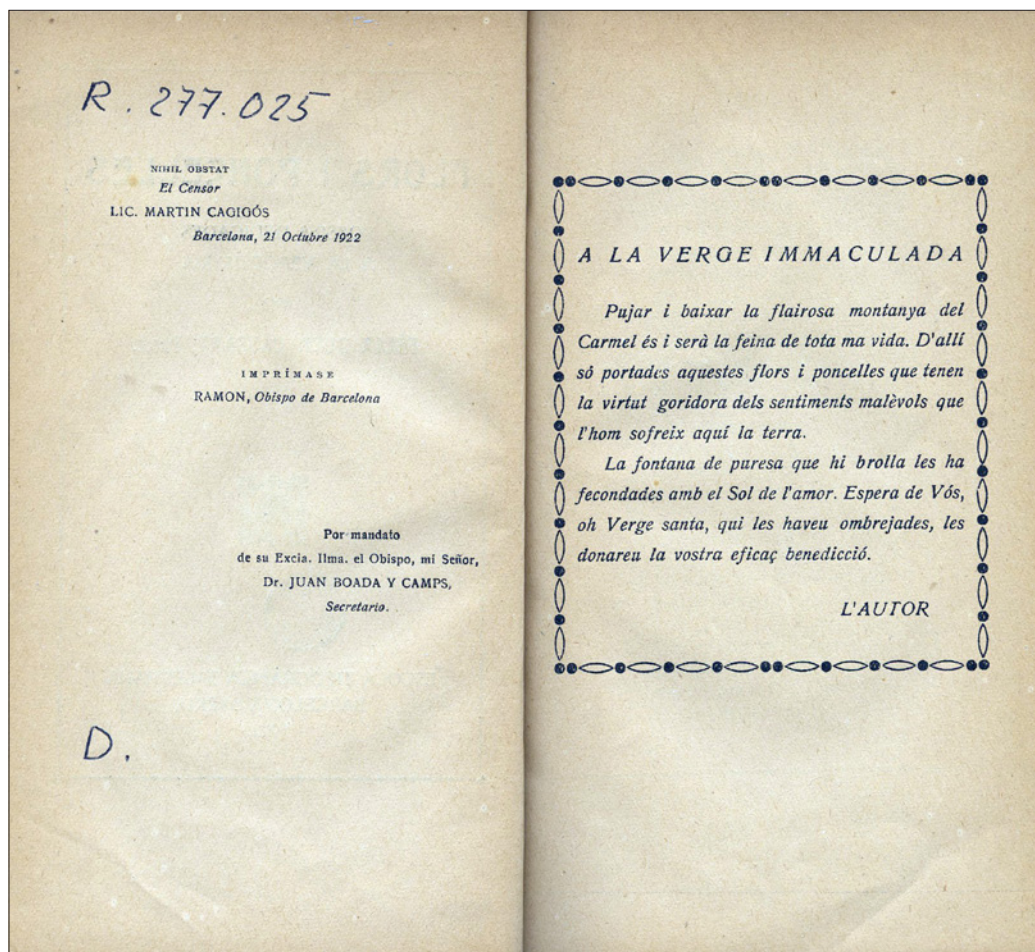 R. 277.025
NIHIL OBSTAT
El Censor
LIC. MARTIN CAGIGÓS
Barcelona, 21 Octubre 1922
IMPRÍMASE
RAMON, Obispo de Barcelona
Por mandato
de su Excia. Ilma. el Obispo, mi Señor,
Dr. JUAN BOADA Y CAMPS,
Secretario.
D.
A LA VERGE IMMACULADA
Pujar i baixar la flairosa montanya del
Carmel és i serà la feina de tota ma vida. D'allí
só portades aquestes flors i poncelles que tenen
la virtut goridora dels sentiments malèvols que
l'hom sofreix aquí la terra.
La fontana de puresa que hi brolla les ha
fecondades amb el Sol de l'amor. Espera de Vós,
oh Verge santa, qui les haveu ombrejades, les
donareu la vostra eficaç benedicció.
L'AUTOR